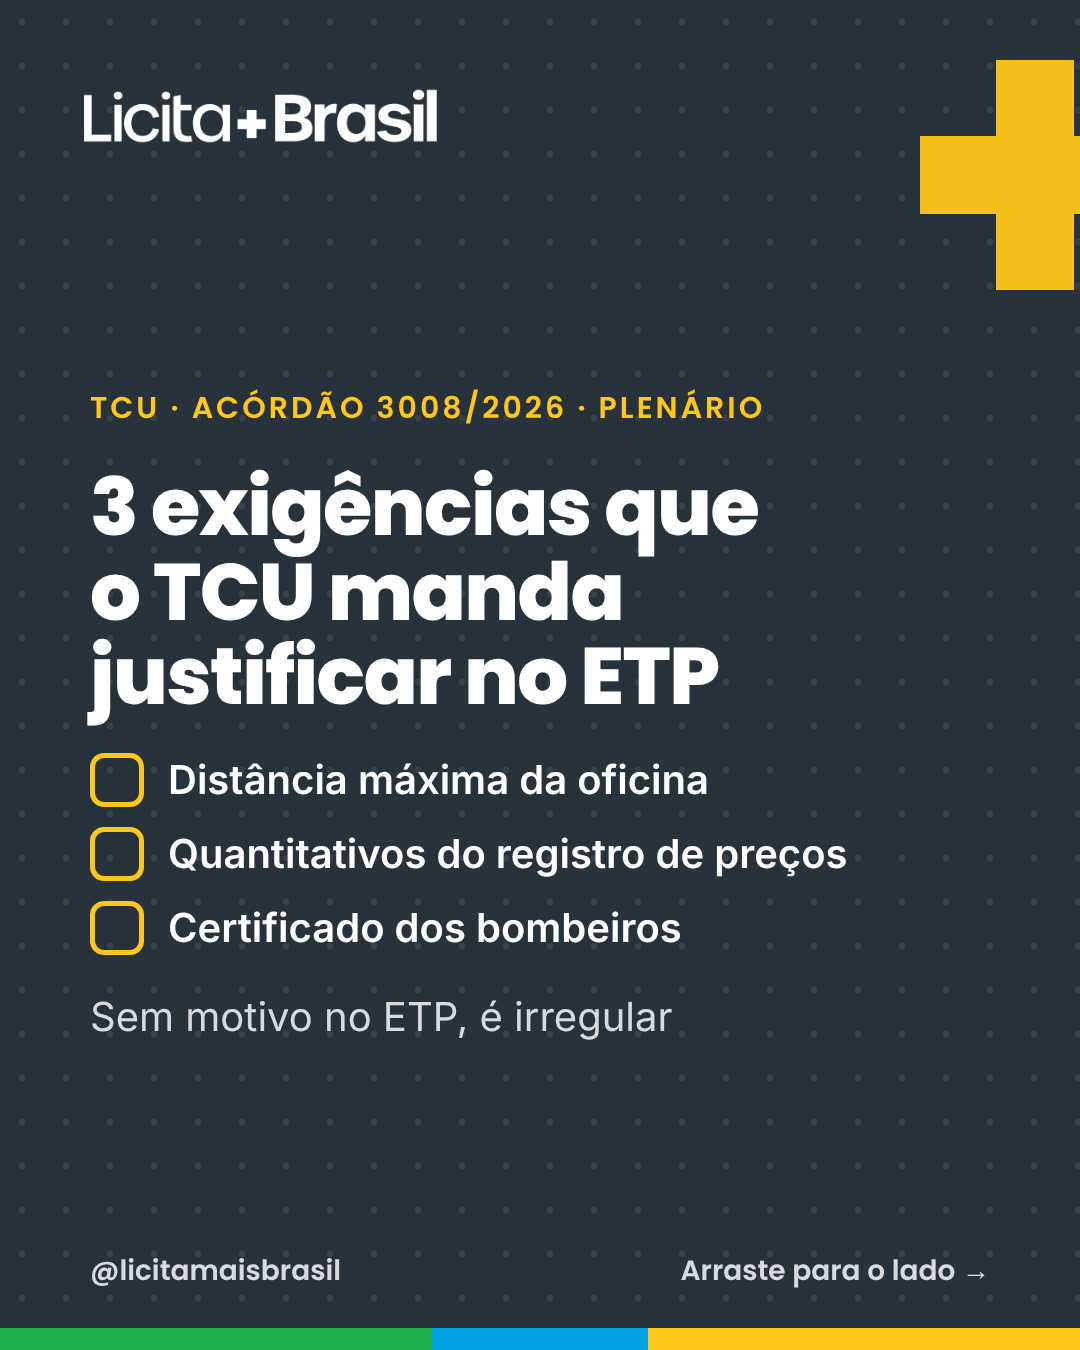 Licita+Brasil
TCU · ACÓRDÃO 3008/2026 · PLENÁRIO
3 exigências que
o TCU manda
justificar no ETP
Distância máxima da oficina
Quantitativos do registro de preços
Certificado dos bombeiros
Sem motivo no ETP, é irregular
@licitamaisbrasil
Arraste para o lado →